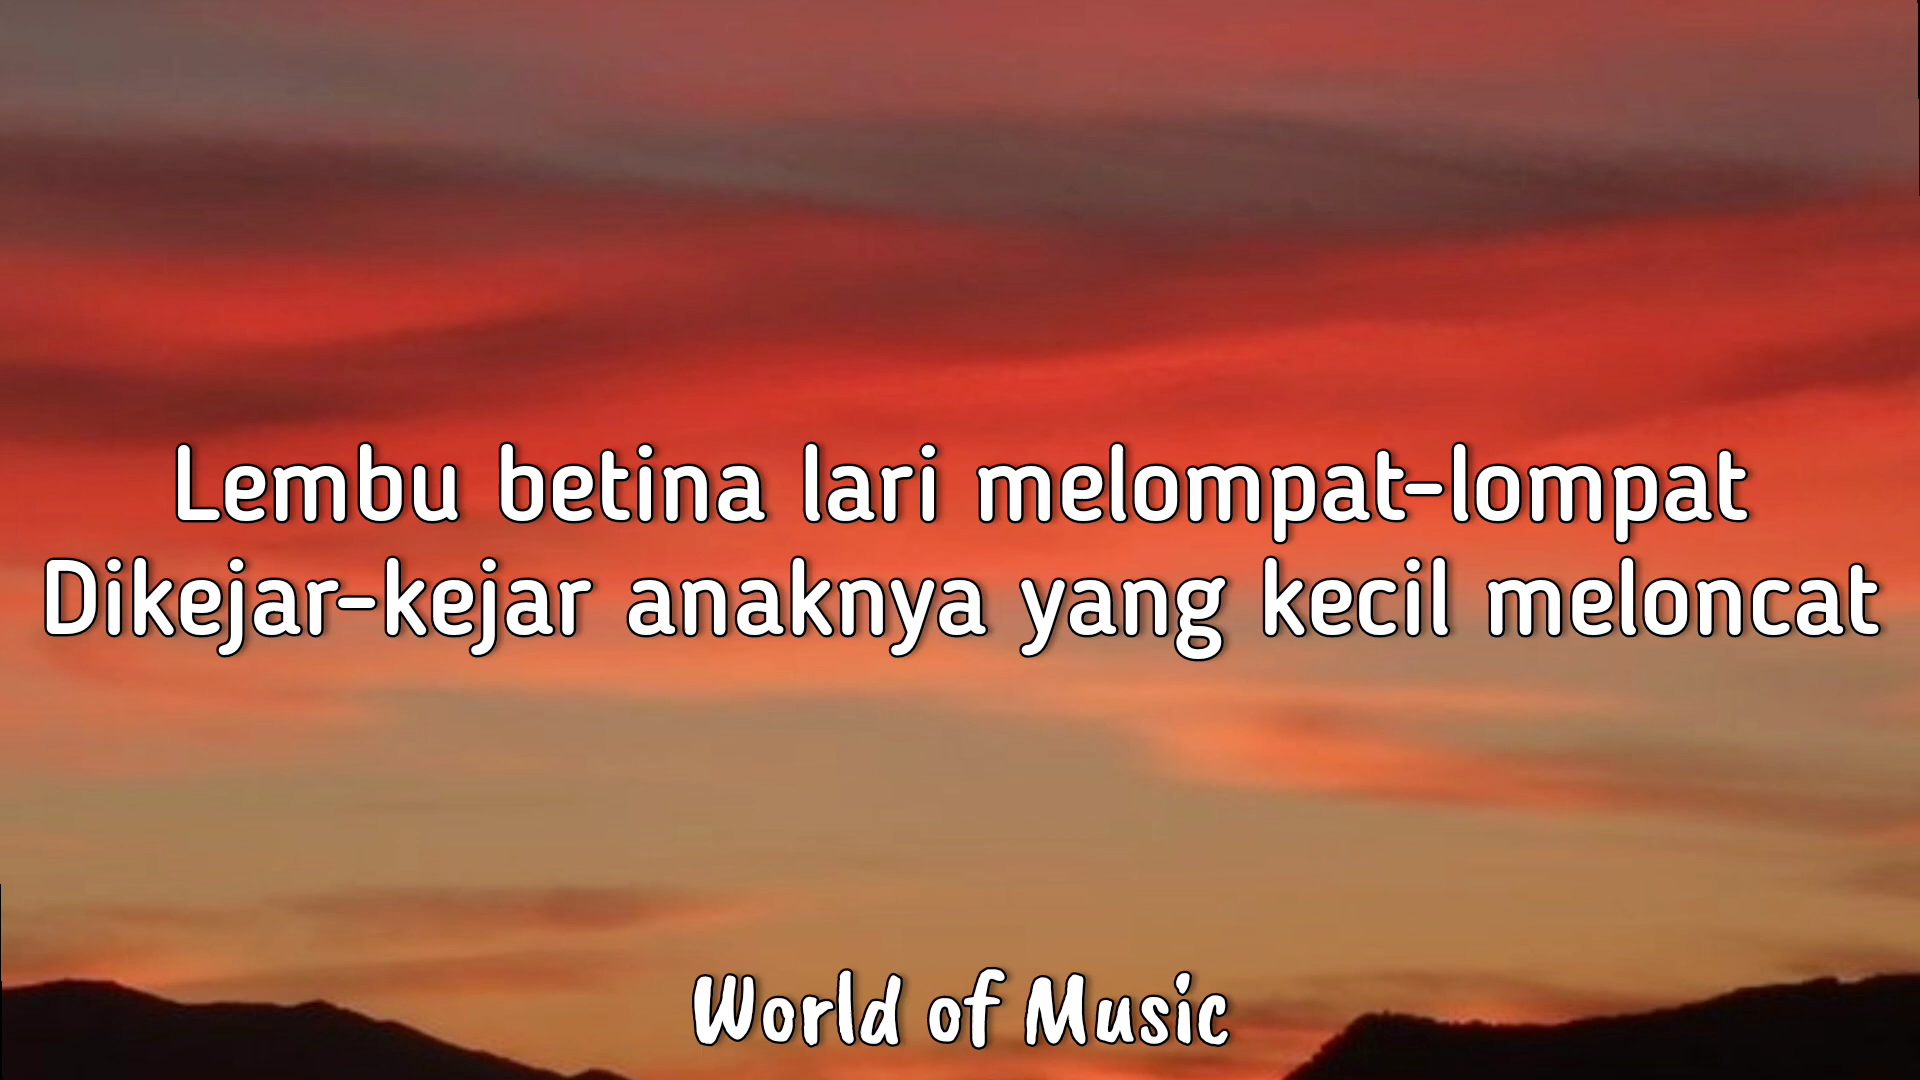 Lembu betina lari melompat-lompat
Dikejar-kejar anaknya yang kecil meloncat
World of Music